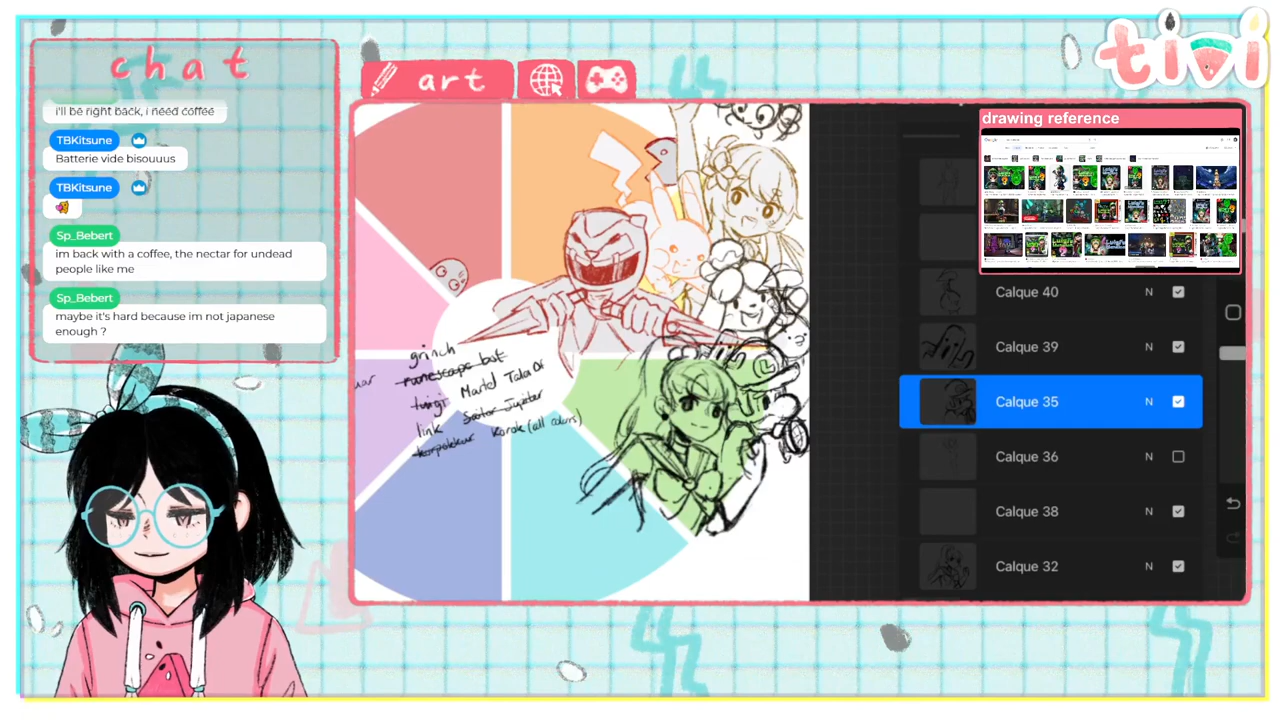 chat
i'll be right back, i need coffee
TBKitsune
Batterie vide bisouuus
TBKitsune
Sp_Bebert
im back with a coffee, the nectar for undead
people like me
Sp_Bebert
maybe it's hard because im not japanese
enough ?
art
tivi
drawing reference
grinch
runescape bot
luigi
Martel Taladr
link
Sailor Jupiter
korpokkur
Korok (all colors)
Calque 40 N
Calque 39 N
Calque 35 N
Calque 36 N
Calque 38 N
Calque 32 N